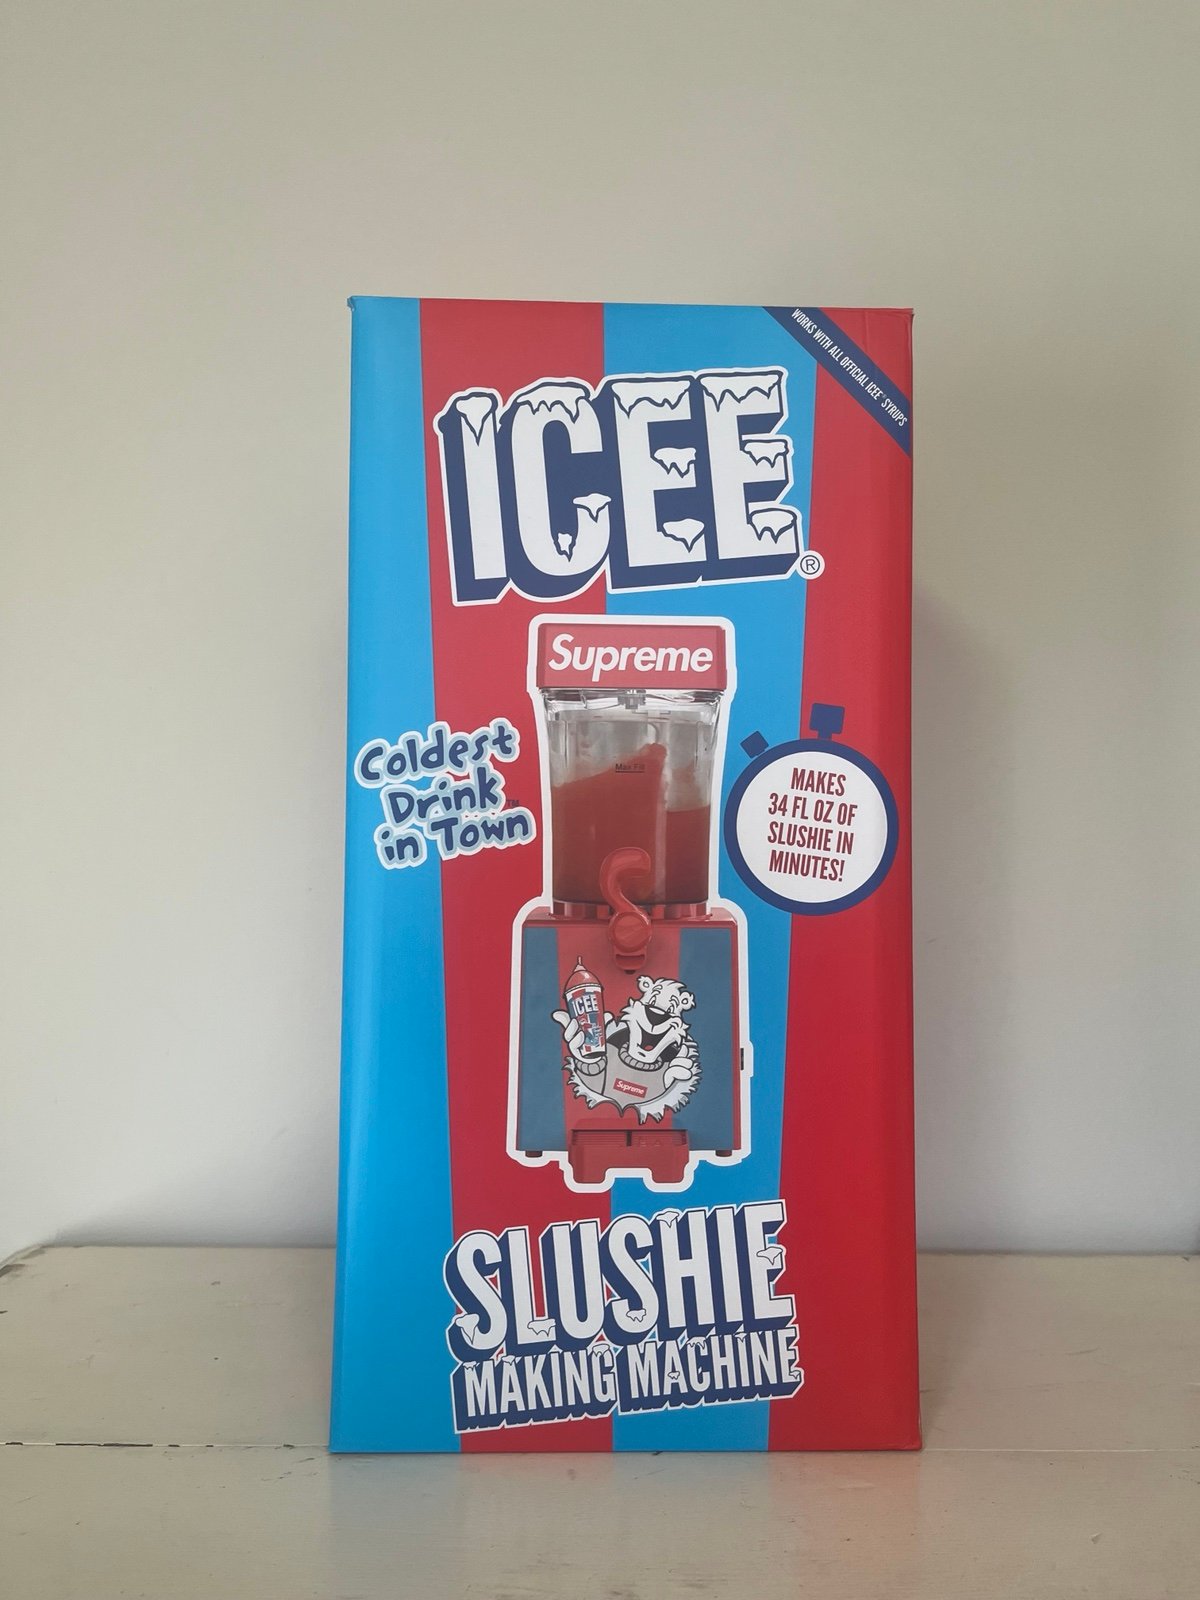 WORKS WITH ALL OFFICIAL ICEE® SYRUPS
ICEE®
Supreme
Coldest
Drink
in Town™
Max Fill
MAKES
34 FL OZ OF
SLUSHIE IN
MINUTES!
ICEE
Supreme
SLUSHIE
MAKING MACHINE